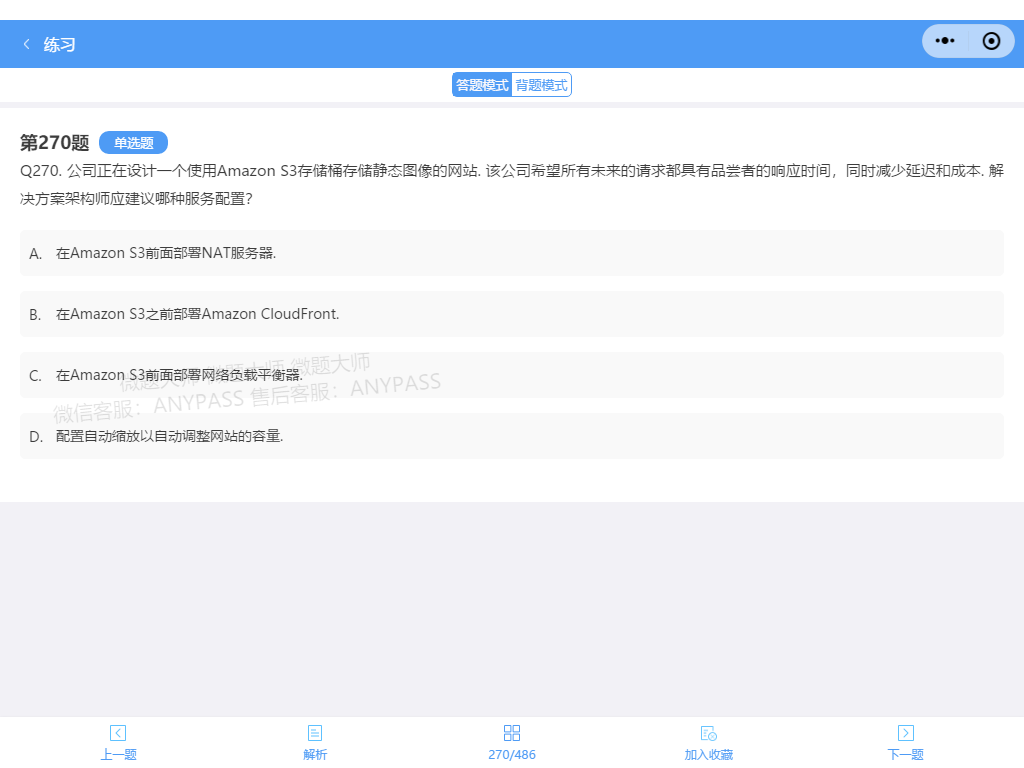 练习
答题模式 背题模式
第270题 单选题
Q270. 公司正在设计一个使用Amazon S3存储桶存储静态图像的网站. 该公司希望所有未来的请求都具有品尝者的响应时间，同时减少延迟和成本. 解
决方案架构师应建议哪种服务配置？
A. 在Amazon S3前面部署NAT服务器.
B. 在Amazon S3之前部署Amazon CloudFront.
C. 在Amazon S3前面部署网络负载平衡器.
微题大师 微题大师 微题大师
微信客服：ANYPASS 售后客服：ANYPASS
D. 配置自动缩放以自动调整网站的容量.
上一题 解析 270/486 加入收藏 下一题